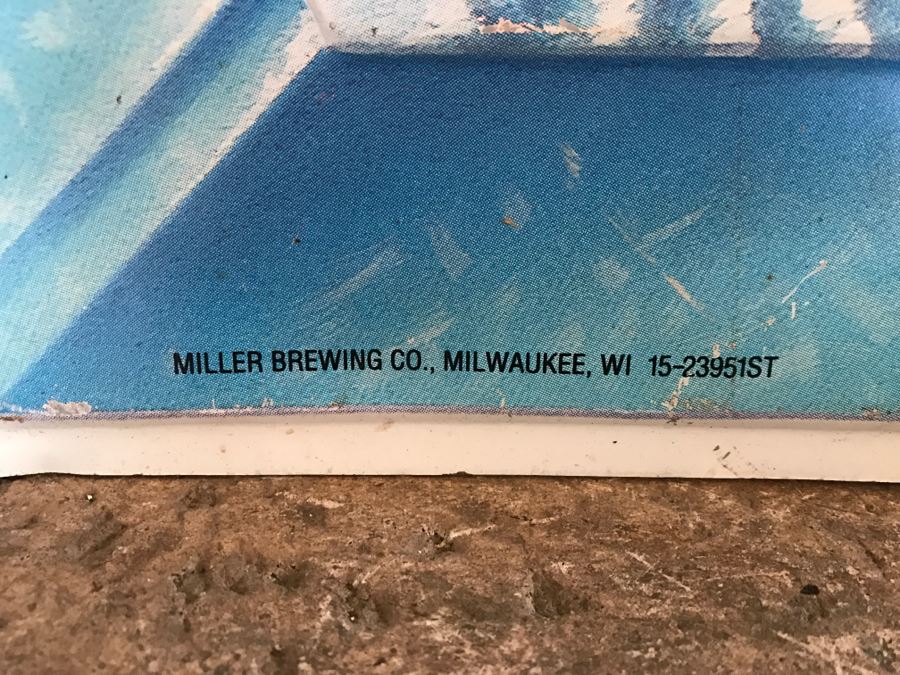 MILLER BREWING CO., MILWAUKEE, WI 15-23951ST